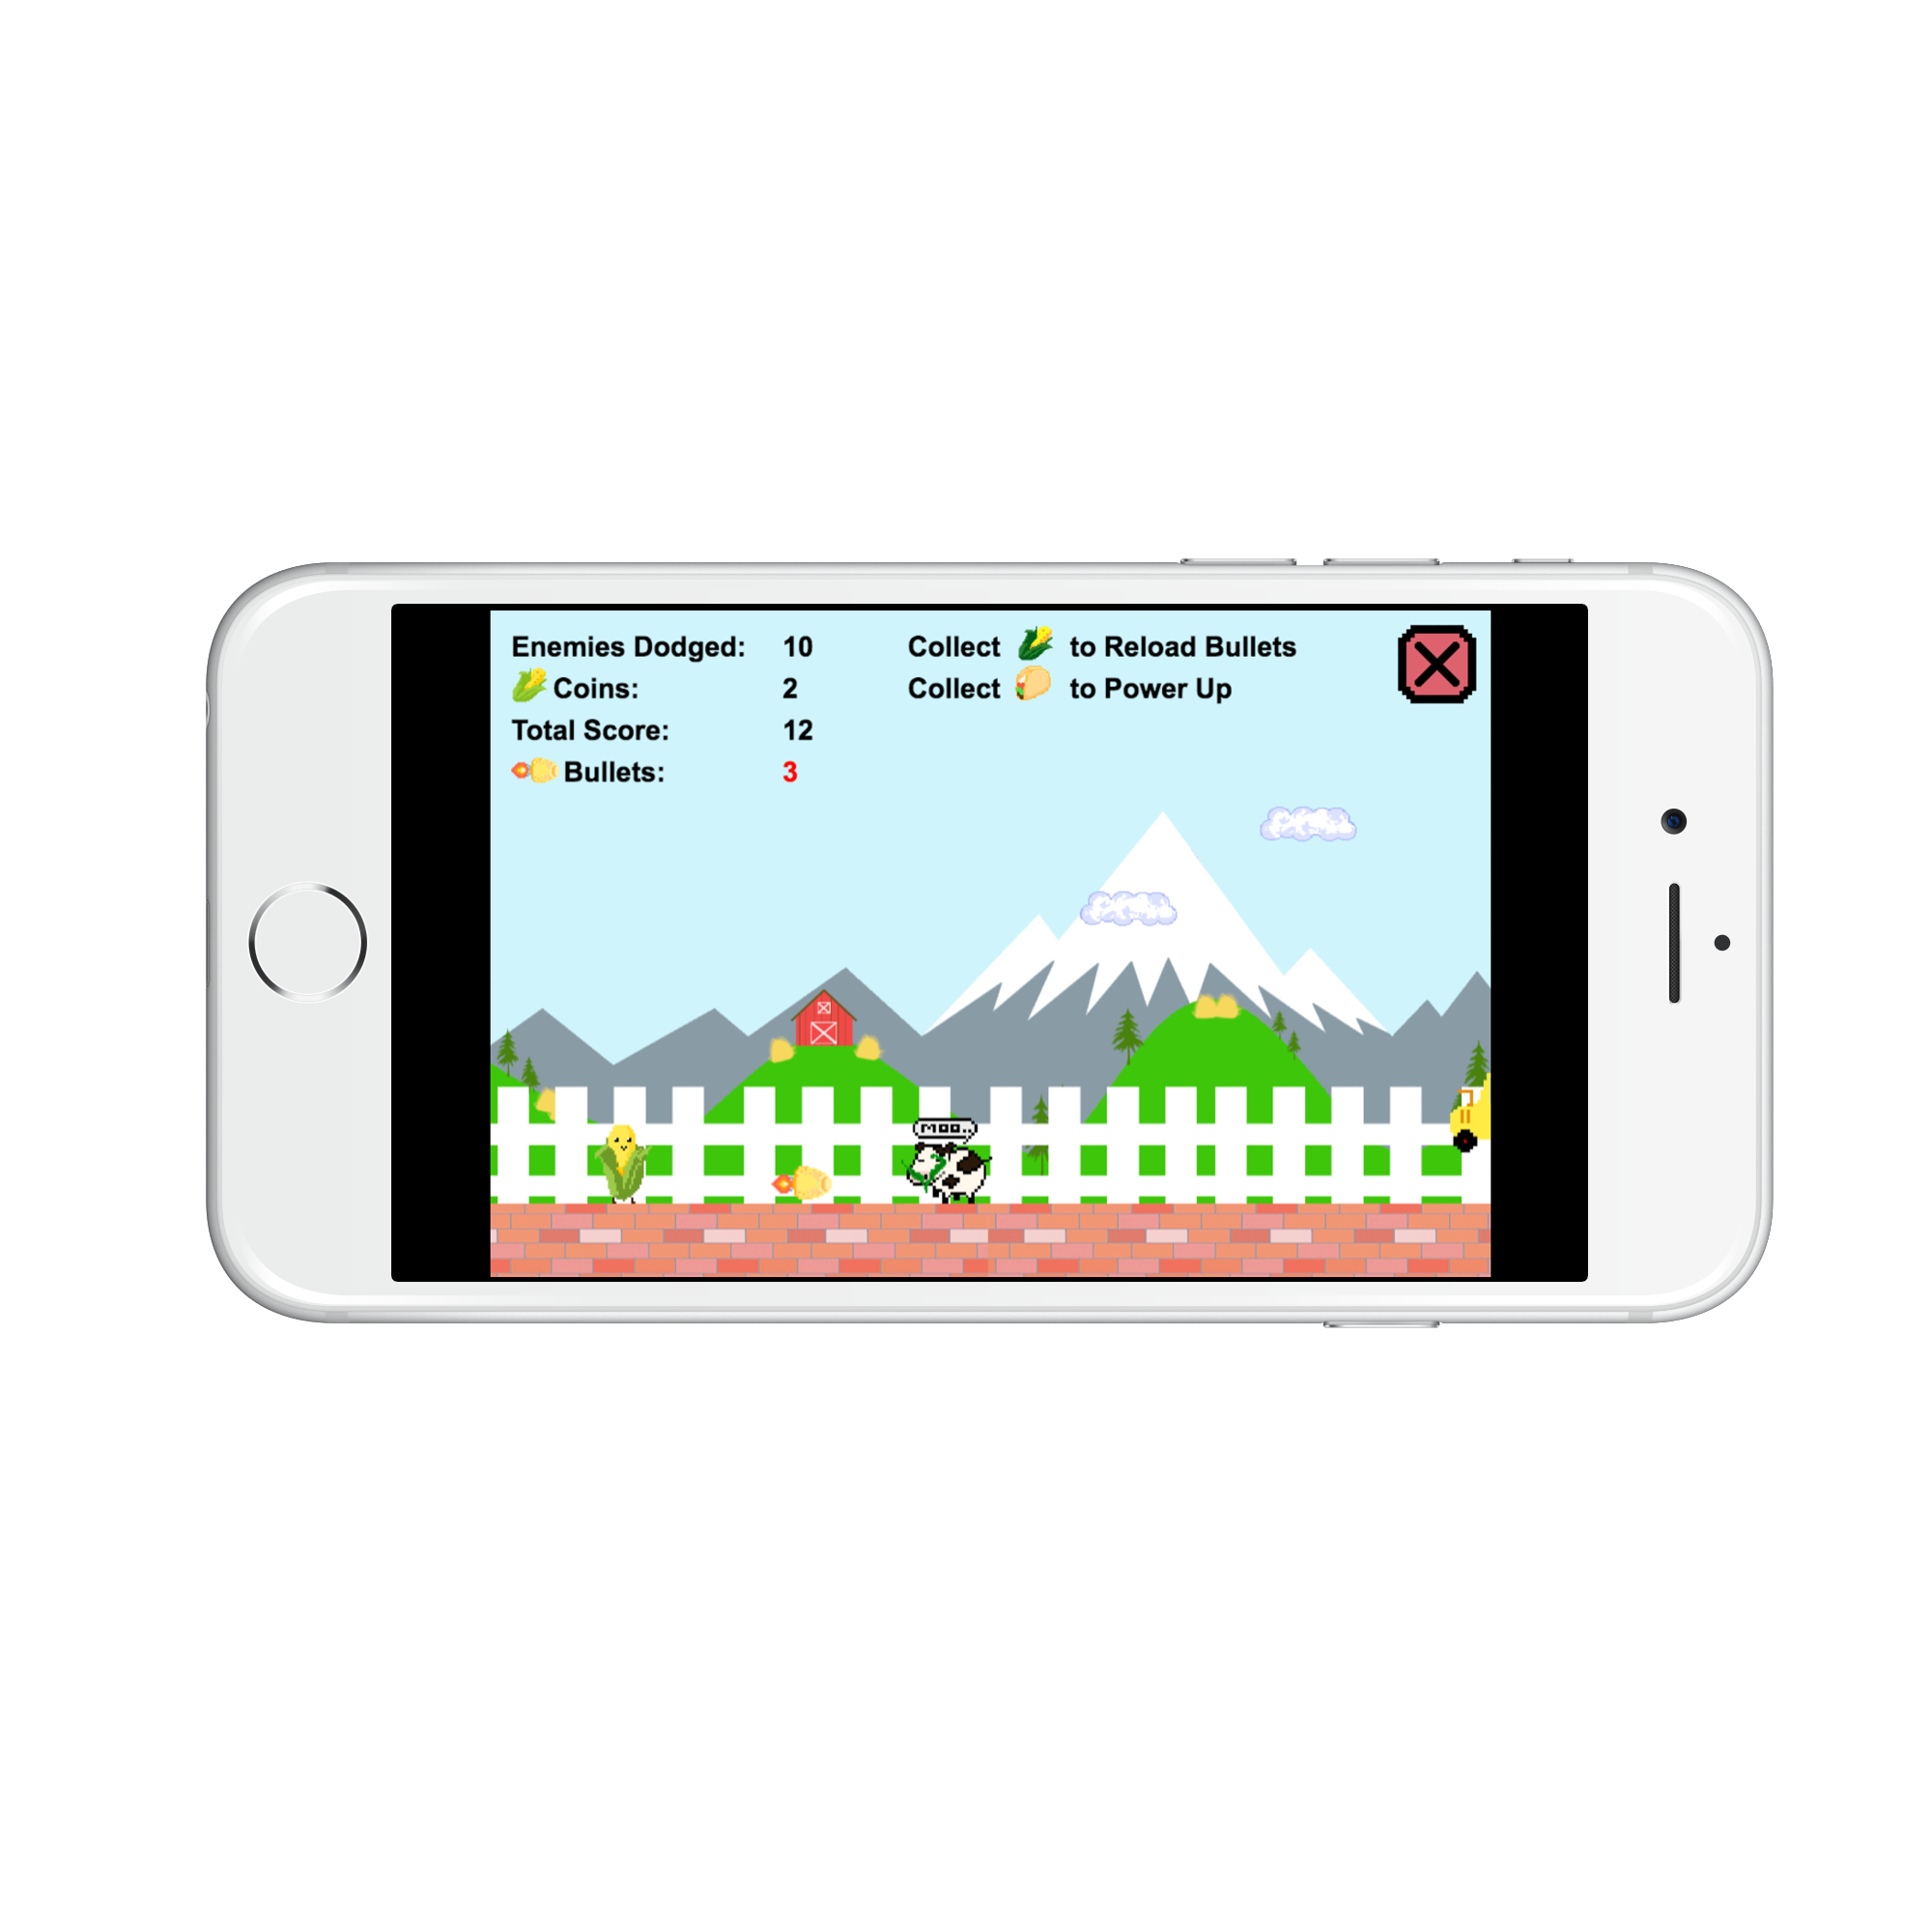 Enemies Dodged: 10
Coins: 2
Total Score: 12
Bullets: 3
Collect to Reload Bullets
Collect to Power Up
MOO..